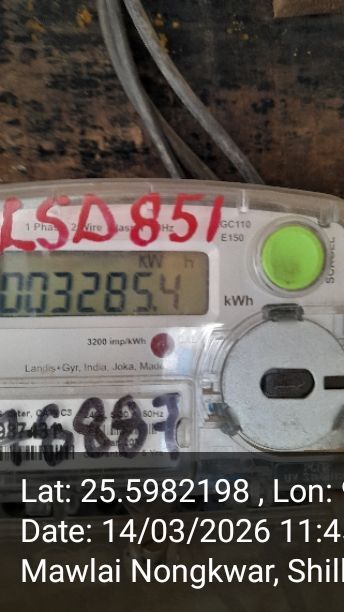 LSD851
1 Phase 2 Wire
GC110
E150
KW h
003285.4
kWh
3200 imp/kWh
Landis+Gyr, India, Joka, Made
50Hz
Lat: 25.5982198 , Lon:
Date: 14/03/2026 11:4
Mawlai Nongkwar, Shill